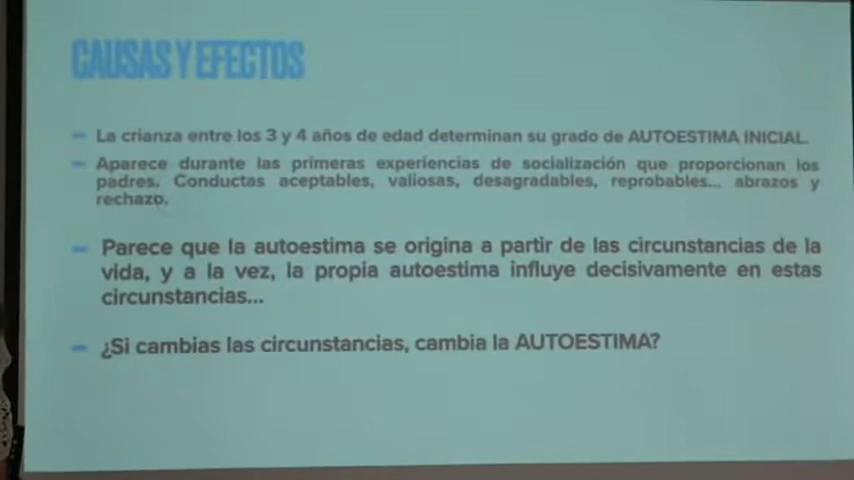 CAUSAS Y EFECTOS
– La crianza entre los 3 y 4 años de edad determinan su grado de AUTOESTIMA INICIAL.
– Aparece durante las primeras experiencias de socialización que proporcionan los
padres. Conductas aceptables, valiosas, desagradables, reprobables... abrazos y
rechazo.
– Parece que la autoestima se origina a partir de las circunstancias de la
vida, y a la vez, la propia autoestima influye decisivamente en estas
circunstancias...
– ¿Si cambias las circunstancias, cambia la AUTOESTIMA?